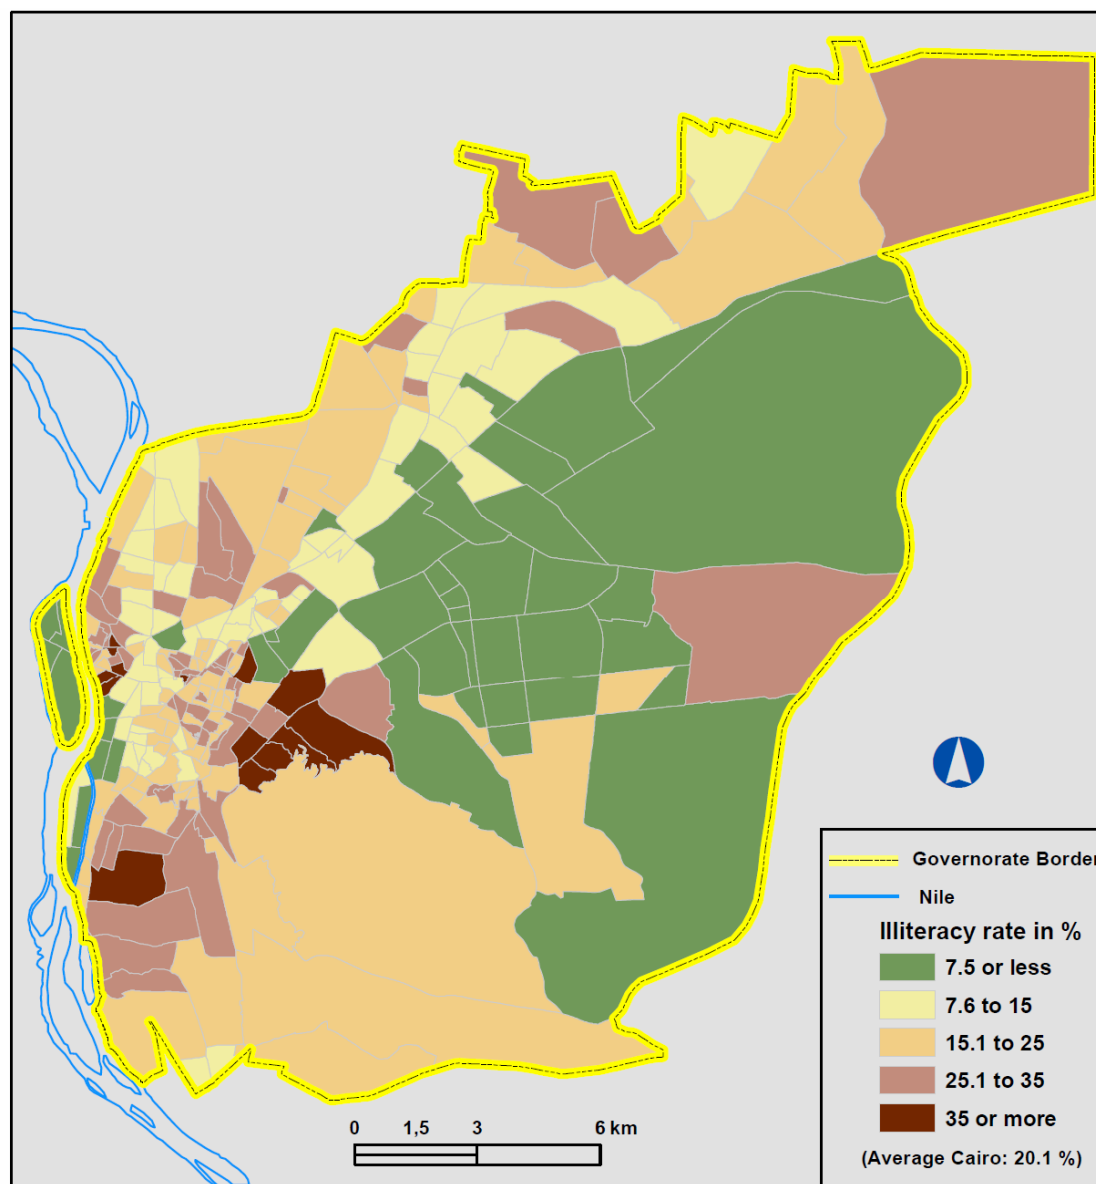 Governorate Border
Nile
Illiteracy rate in %
7.5 or less
7.6 to 15
15.1 to 25
25.1 to 35
35 or more
(Average Cairo: 20.1 %)
0 1,5 3 6 km